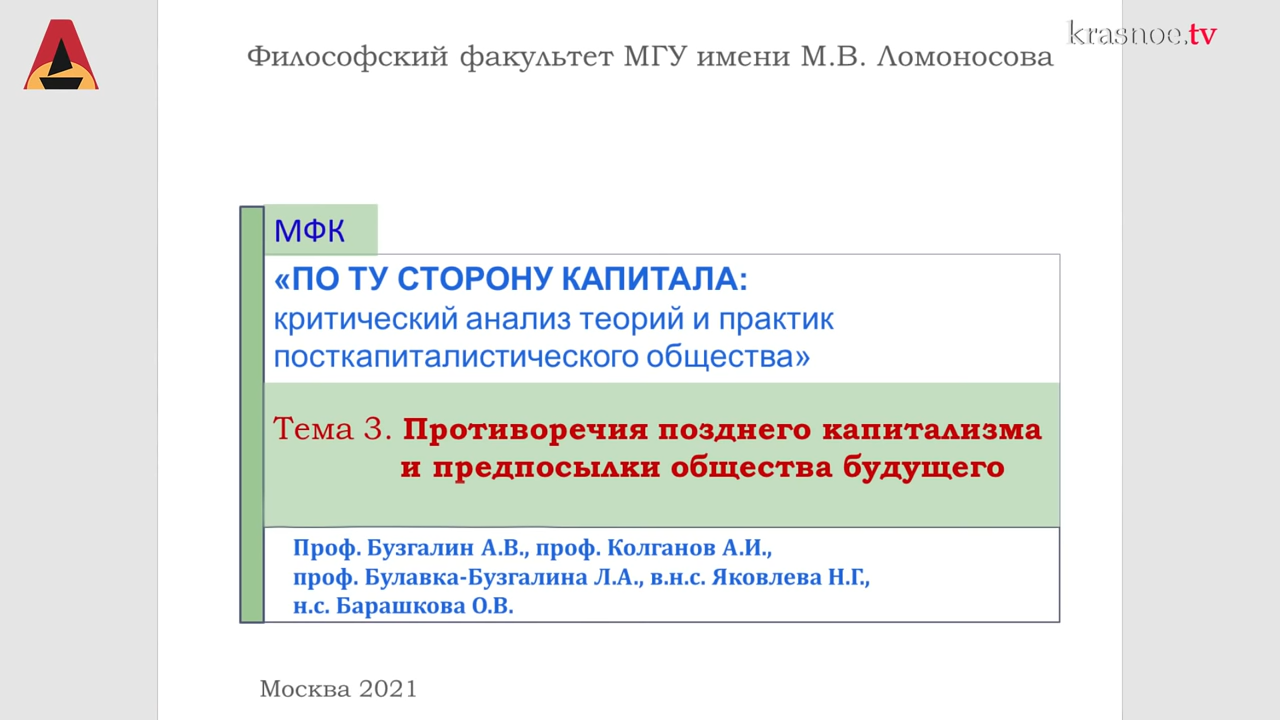 krasnoe.tv
Философский факультет МГУ имени М.В. Ломоносова
МФК
«ПО ТУ СТОРОНУ КАПИТАЛА:
критический анализ теорий и практик
посткапиталистического общества»
Тема 3. Противоречия позднего капитализма
и предпосылки общества будущего
Проф. Бузгалин А.В., проф. Колганов А.И.,
проф. Булавка-Бузгалина Л.А., в.н.с. Яковлева Н.Г.,
н.с. Барашкова О.В.
Москва 2021